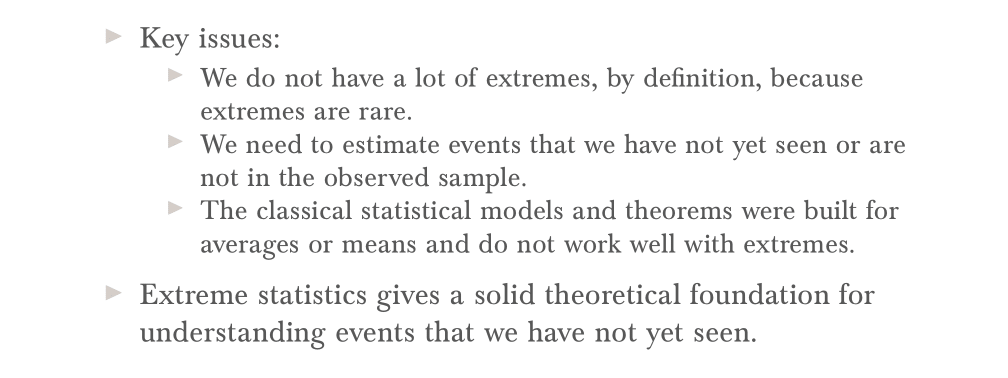 Key issues:
We do not have a lot of extremes, by definition, because
extremes are rare.
We need to estimate events that we have not yet seen or are
not in the observed sample.
The classical statistical models and theorems were built for
averages or means and do not work well with extremes.
Extreme statistics gives a solid theoretical foundation for
understanding events that we have not yet seen.